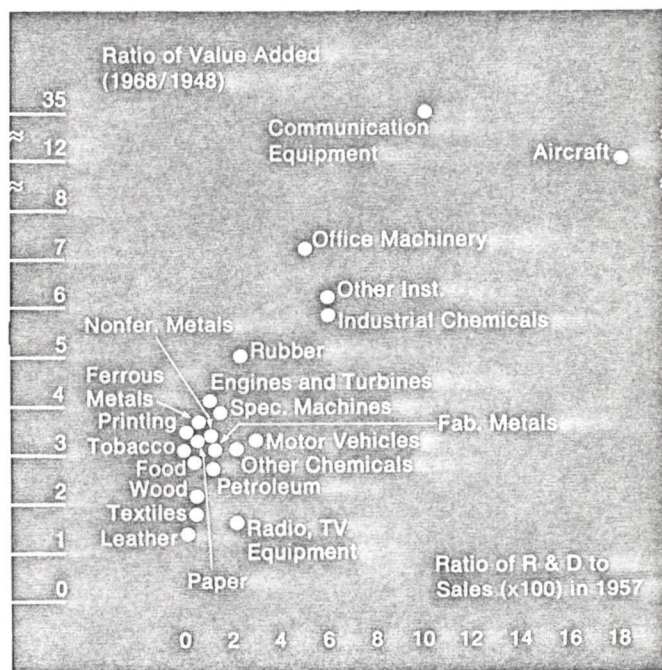 Ratio of Value Added
(1968/1948)
35
Communication
Equipment
12
Aircraft
8
Office Machinery
7
Other Inst.
6
Nonfer. Metals
Industrial Chemicals
5
Rubber
Ferrous
Metals
Engines and Turbines
4
Spec. Machines
Printing
Fab. Metals
3
Tobacco
Motor Vehicles
Food
Other Chemicals
Wood
Petroleum
2
Textiles
Radio, TV
Equipment
Leather
1
Ratio of R & D to
Sales (x100) in 1957
Paper
0
0 2 4 6 8 10 12 14 16 18